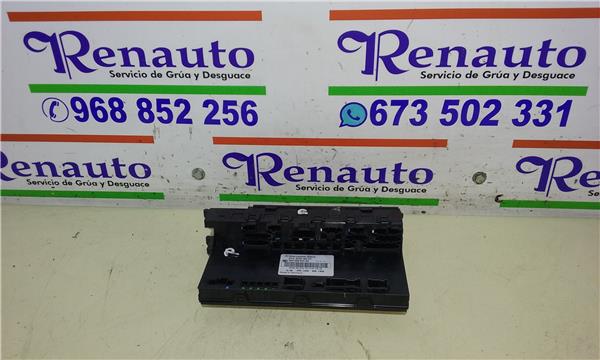 Renauto
Servicio de Grúa y Desguace
968 852 256
Renauto
Servicio de Grúa y Desguace
673 502 331
Renauto
Servicio de Grúa y Desguace
Renauto
Servicio de Grúa y Desguace
Renauto
Servicio de Grúa y Desguace
e
e